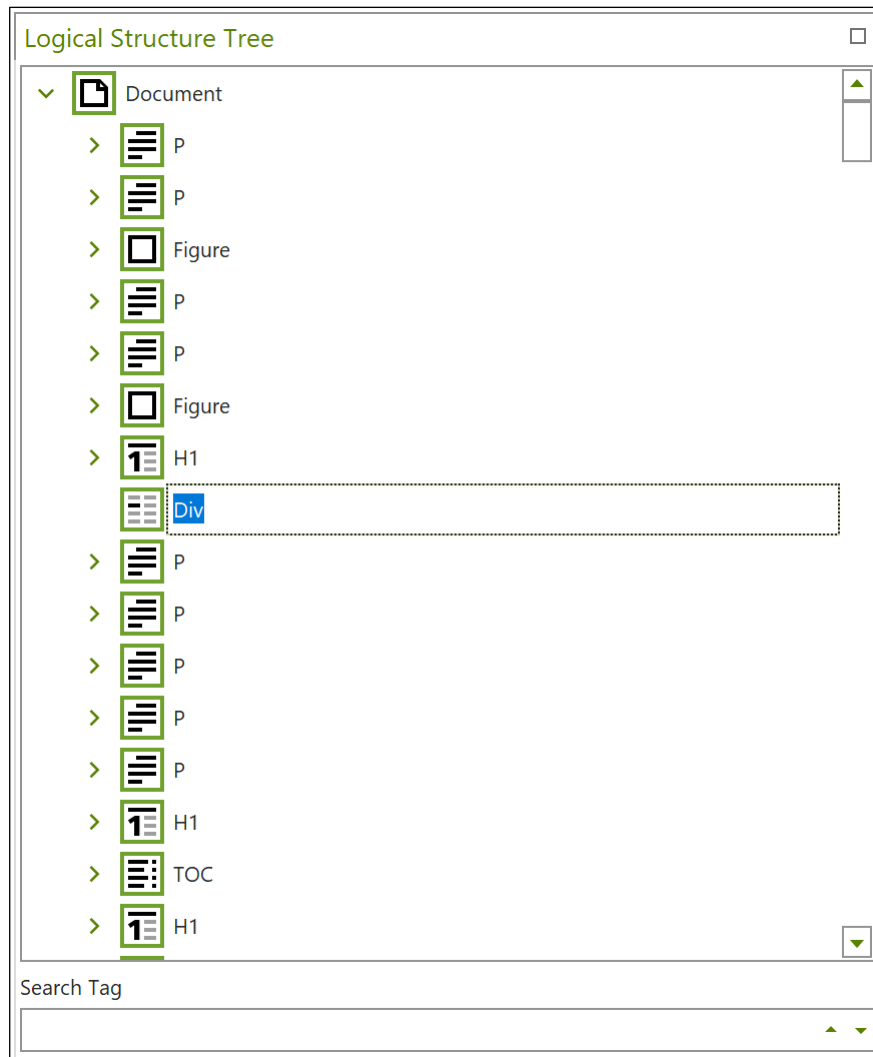 Logical Structure Tree
Document
P
P
Figure
P
P
Figure
H1
Div
P
P
P
P
P
H1
TOC
H1
Search Tag